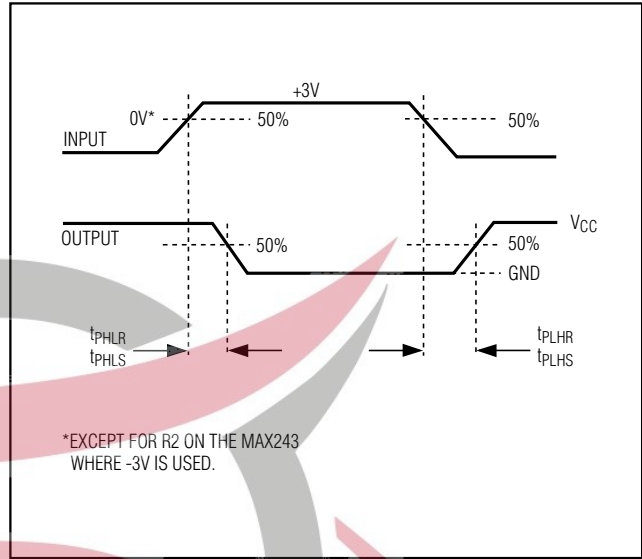 +3V
0V* 50% 50%
INPUT
VCC
OUTPUT
50% 50%
GND
tPHLR tPLHR
tPHLS tPLHS
*EXCEPT FOR R2 ON THE MAX243
WHERE -3V IS USED.